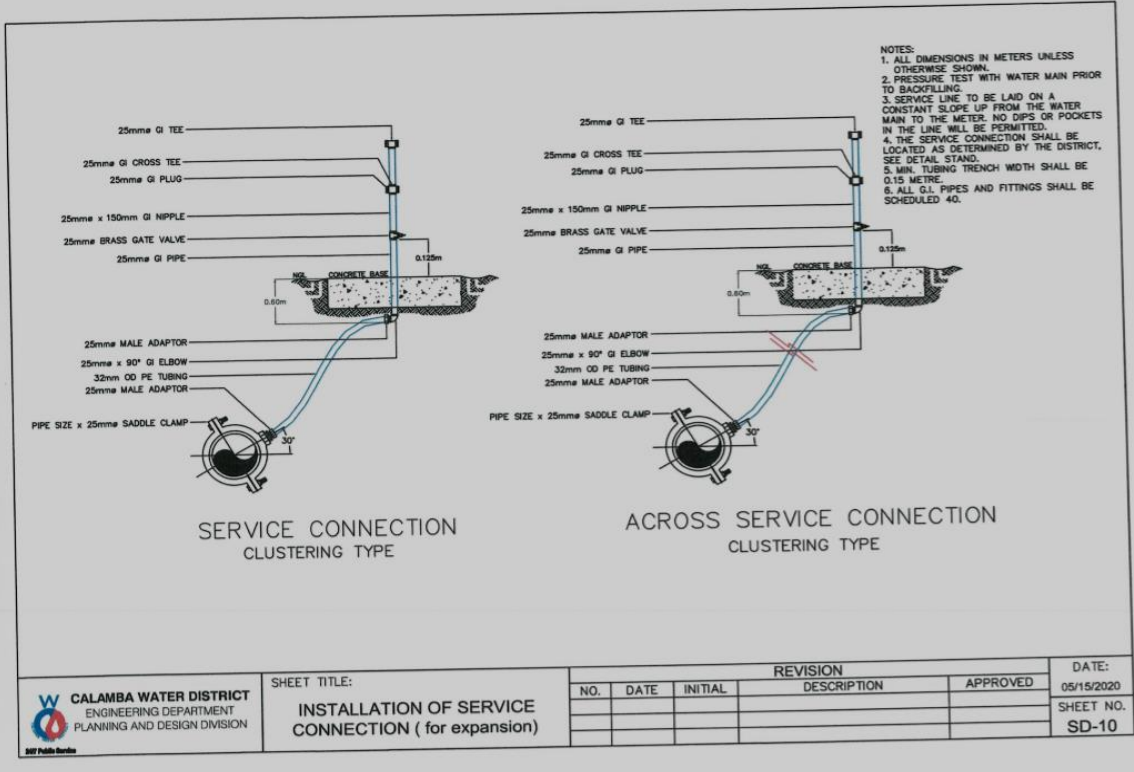 NOTES:
1. ALL DIMENSIONS IN METERS UNLESS
OTHERWISE SHOWN.
2. PRESSURE TEST WITH WATER MAIN PRIOR
TO BACKFILLING.
3. SERVICE LINE TO BE LAID ON A
CONSTANT SLOPE UP FROM THE WATER
MAIN TO THE METER. NO DIPS OR POCKETS
IN THE LINE WILL BE PERMITTED.
4. THE SERVICE CONNECTION SHALL BE
LOCATED AS DETERMINED BY THE DISTRICT,
SEE DETAIL STAND.
5. MIN. TUBING TRENCH WIDTH SHALL BE
0.15 METRE.
6. ALL G.I. PIPES AND FITTINGS SHALL BE
SCHEDULED 40.
25mmø GI TEE
25mmø GI CROSS TEE
25mmø GI PLUG
25mmø x 150mm GI NIPPLE
25mmø BRASS GATE VALVE
25mmø GI PIPE
0.125m
NGL
CONCRETE BASE
0.60m
25mmø MALE ADAPTOR
25mmø x 90° GI ELBOW
32mm OD PE TUBING
25mmø MALE ADAPTOR
PIPE SIZE x 25mmø SADDLE CLAMP
30°
SERVICE CONNECTION
CLUSTERING TYPE
25mmø GI TEE
25mmø GI CROSS TEE
25mmø GI PLUG
25mmø x 150mm GI NIPPLE
25mmø BRASS GATE VALVE
25mmø GI PIPE
0.125m
NGL
CONCRETE BASE
0.60m
25mmø MALE ADAPTOR
25mmø x 90° GI ELBOW
32mm OD PE TUBING
25mmø MALE ADAPTOR
PIPE SIZE x 25mmø SADDLE CLAMP
30°
ACROSS SERVICE CONNECTION
CLUSTERING TYPE
W
CALAMBA WATER DISTRICT
ENGINEERING DEPARTMENT
PLANNING AND DESIGN DIVISION
24/7 Public Service
SHEET TITLE:
INSTALLATION OF SERVICE
CONNECTION ( for expansion)
REVISION
NO. DATE INITIAL DESCRIPTION APPROVED
DATE:
05/15/2020
SHEET NO.
SD-10